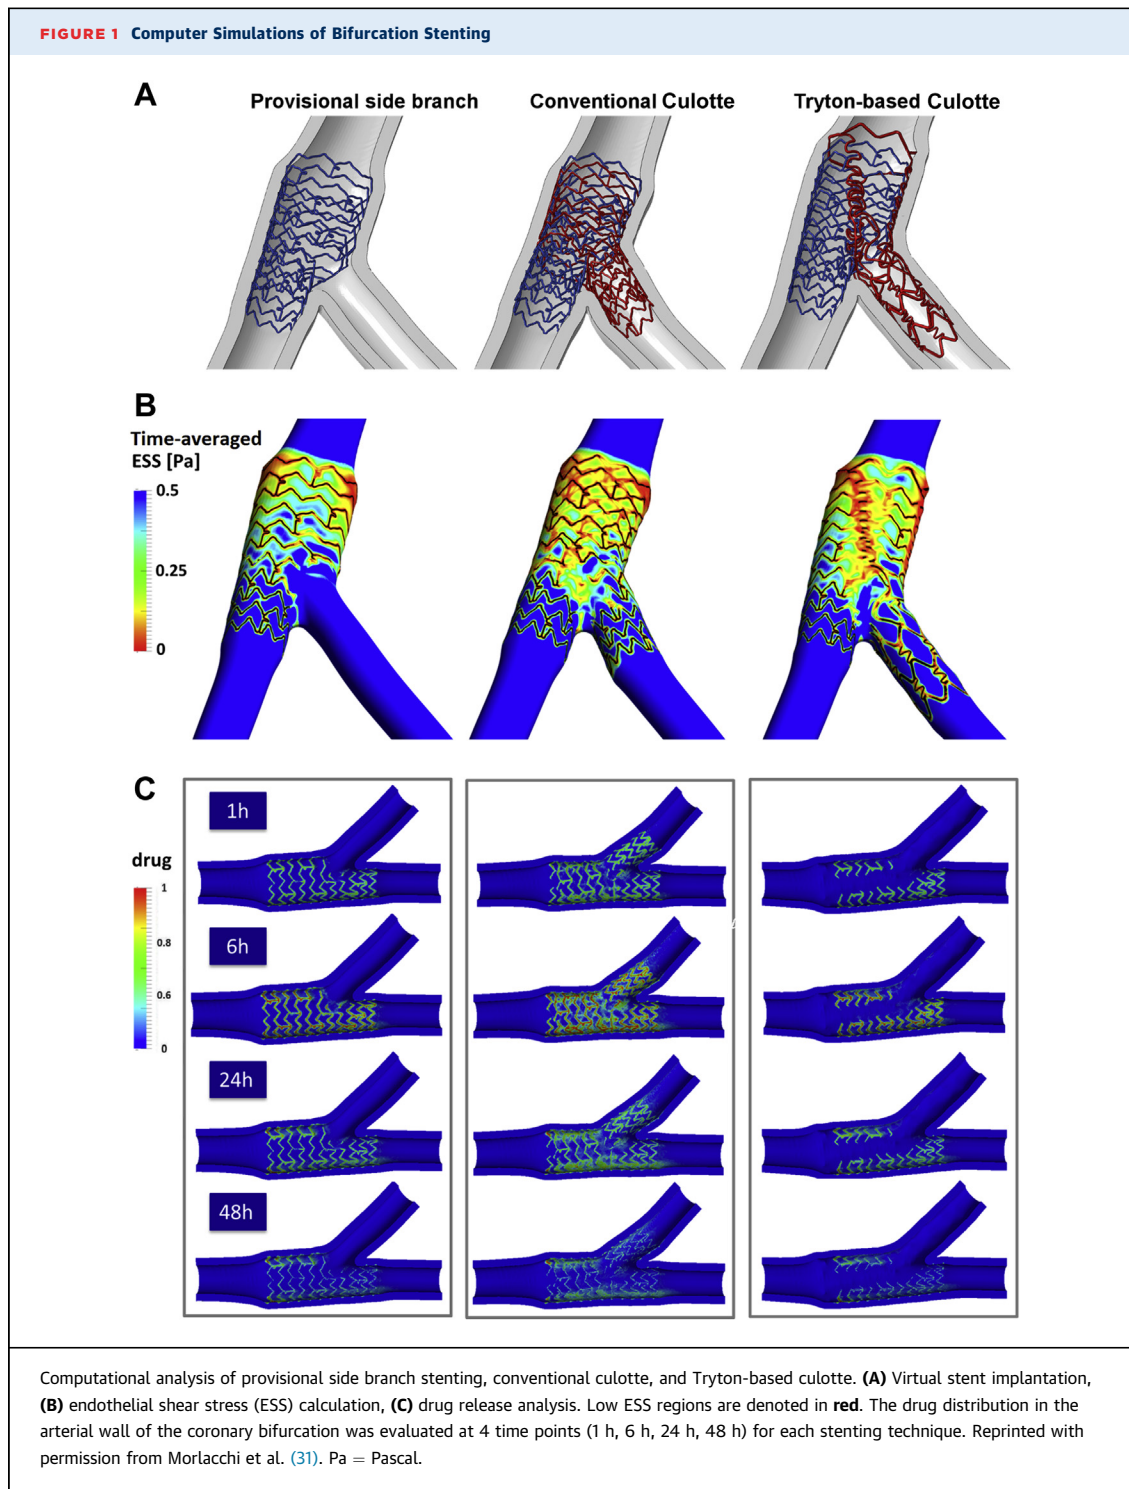 FIGURE 1 Computer Simulations of Bifurcation Stenting
A
Provisional side branch
Conventional Culotte
Tryton-based Culotte
B
Time-averaged
ESS [Pa]
0.5
0.25
0
C
1h
drug
1
0.8
0.6
0
6h
24h
48h
Computational analysis of provisional side branch stenting, conventional culotte, and Tryton-based culotte. (A) Virtual stent implantation,
(B) endothelial shear stress (ESS) calculation, (C) drug release analysis. Low ESS regions are denoted in red. The drug distribution in the
arterial wall of the coronary bifurcation was evaluated at 4 time points (1 h, 6 h, 24 h, 48 h) for each stenting technique. Reprinted with
permission from Morlacchi et al. (31). Pa = Pascal.